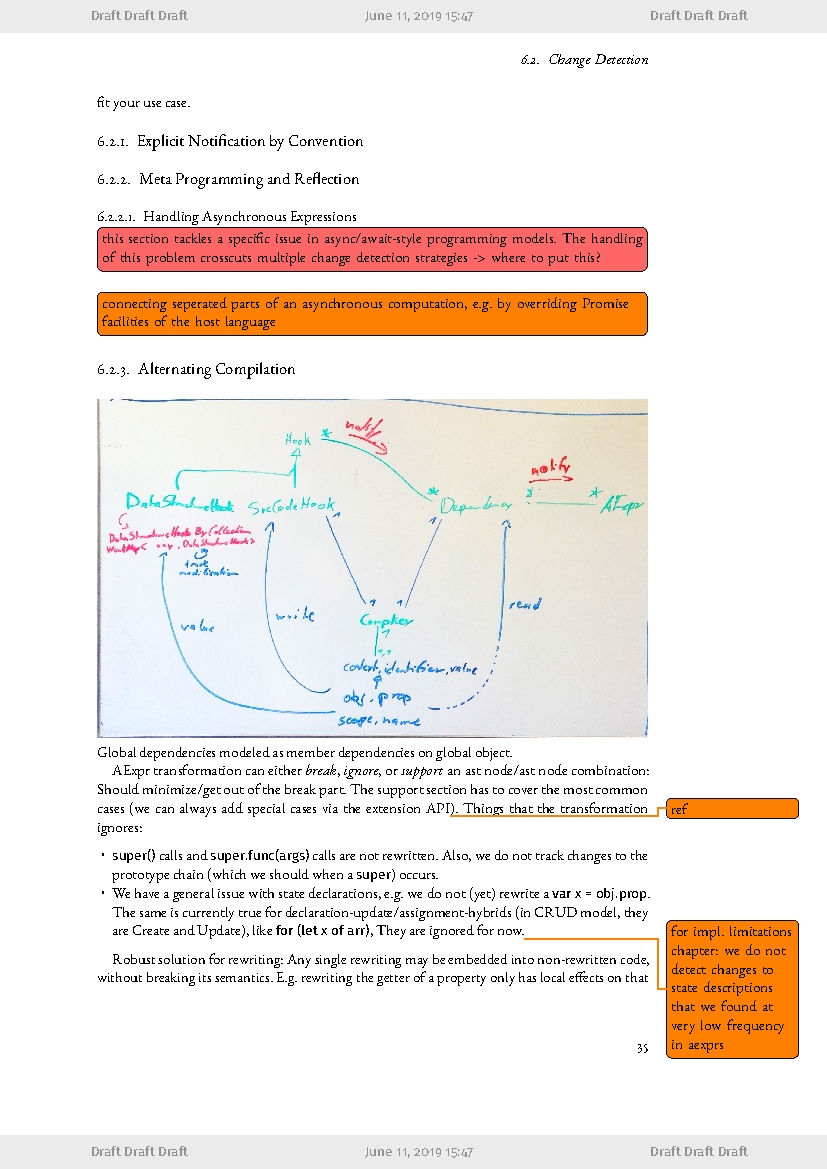 Draft Draft Draft June 11, 2019 15:47 Draft Draft Draft
6.2. Change Detection
fit your use case.
6.2.1. Explicit Notification by Convention
6.2.2. Meta Programming and Reflection
6.2.2.1. Handling Asynchronous Expressions
this section tackles a specific issue in async/await-style programming models. The handling
of this problem crosscuts multiple change detection strategies -> where to put this?
connecting seperated parts of an asynchronous computation, e.g. by overriding Promise
facilities of the host language
6.2.3. Alternating Compilation
Hook * notify
notify
DataStructureHook SrcCodeHook * Dependency * AExpr
DataStructureHooks By Collection
WeakMap< any, DataStructureHook>
track
modification
value write CompKey read
context, identifier, value
obj, prop
scope, name
Global dependencies modeled as member dependencies on global object.
AExpr transformation can either break, ignore, or support an ast node/ast node combination:
Should minimize/get out of the break part. The support section has to cover the most common
cases (we can always add special cases via the extension API). Things that the transformation
ignores:
ref
• super() calls and super.func(args) calls are not rewritten. Also, we do not track changes to the
prototype chain (which we should when a super) occurs.
• We have a general issue with state declarations, e.g. we do not (yet) rewrite a var x = obj.prop.
The same is currently true for declaration-update/assignment-hybrids (in CRUD model, they
are Create and Update), like for (let x of arr), They are ignored for now.
for impl. limitations
chapter: we do not
detect changes to
state descriptions
that we found at
very low frequency
in aexprs
Robust solution for rewriting: Any single rewriting may be embedded into non-rewritten code,
without breaking its semantics. E.g. rewriting the getter of a property only has local effects on that
35
Draft Draft Draft June 11, 2019 15:47 Draft Draft Draft